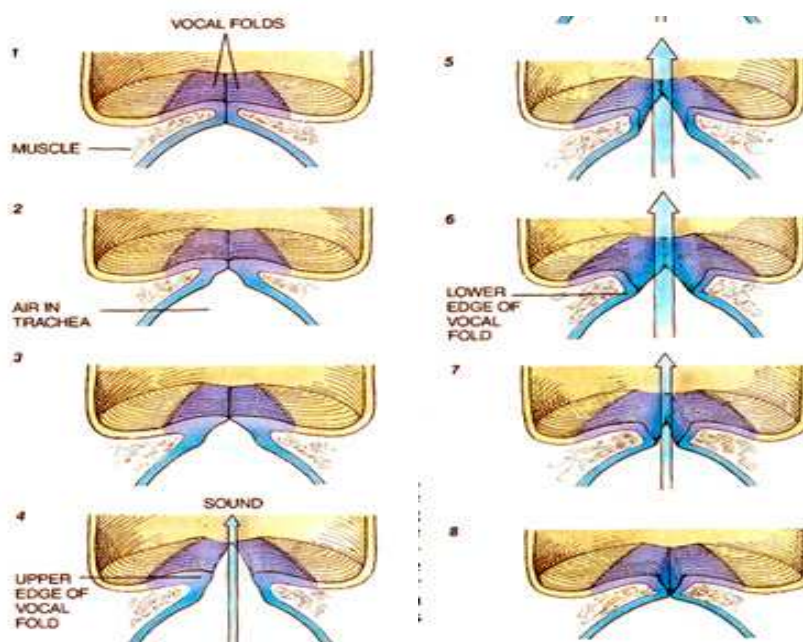 VOCAL FOLDS
1
MUSCLE
2
AIR IN
TRACHEA
3
4
SOUND
UPPER
EDGE OF
VOCAL
FOLD
5
6
LOWER
EDGE OF
VOCAL
FOLD
7
8